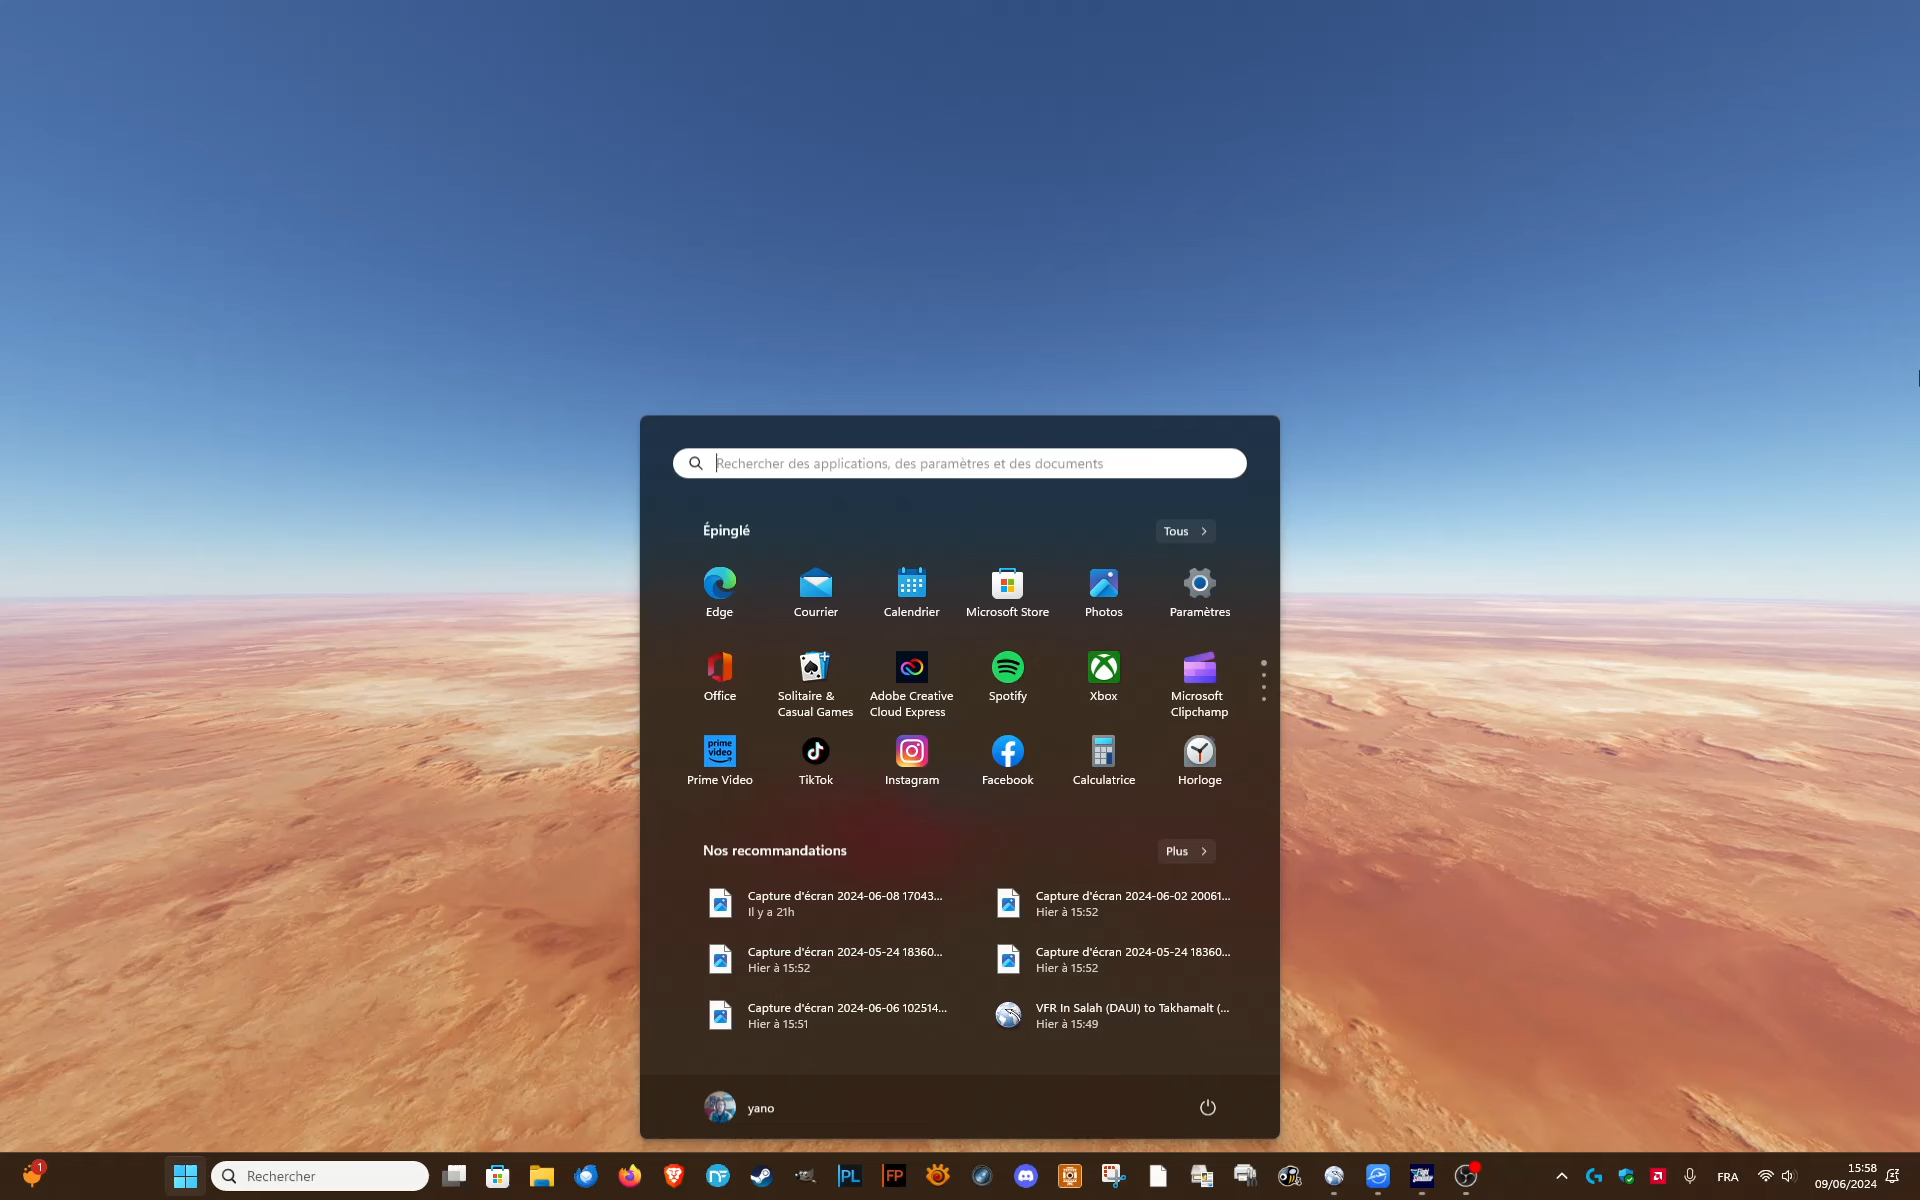 Rechercher des applications, des paramètres et des documents
Épinglé
Tous
Edge
Courrier
Calendrier
Microsoft Store
Photos
Paramètres
Office
Solitaire &
Casual Games
Adobe Creative
Cloud Express
Spotify
Xbox
Microsoft
Clipchamp
prime
video
Prime Video
TikTok
Instagram
Facebook
Calculatrice
Horloge
Nos recommandations
Plus
Capture d'écran 2024-06-08 17043...
Il y a 21h
Capture d'écran 2024-06-02 20061...
Hier à 15:52
Capture d'écran 2024-05-24 18360...
Hier à 15:52
Capture d'écran 2024-05-24 18360...
Hier à 15:52
Capture d'écran 2024-06-06 102514...
Hier à 15:51
VFR In Salah (DAUI) to Takhamalt (...
Hier à 15:49
yano
1
Rechercher
PL
FP
FRA
15:58
09/06/2024